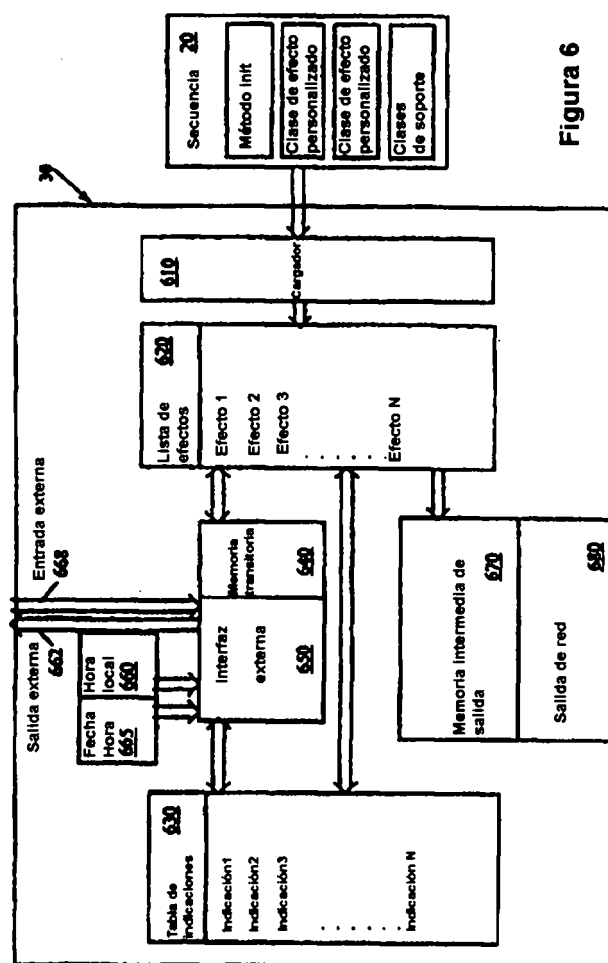 Tabla de
indicaciones
630
Indicación1
Indicación2
Indicación3
. . . . . .
Indicación N
Salida externa
662
Entrada externa
668
Fecha
Hora
665
Hora
local
660
Interfaz
externa
650
Memoria
transitoria
640
Lista de
efectos
620
Efecto 1
Efecto 2
Efecto 3
. . . . . .
Efecto N
Memoria intermedia de
salida
670
Salida de red
680
610
Cargador
30
Secuencia
20
Método init
Clase de efecto
personalizado
Clase de efecto
personalizado
Clases
de soporte
Figura 6